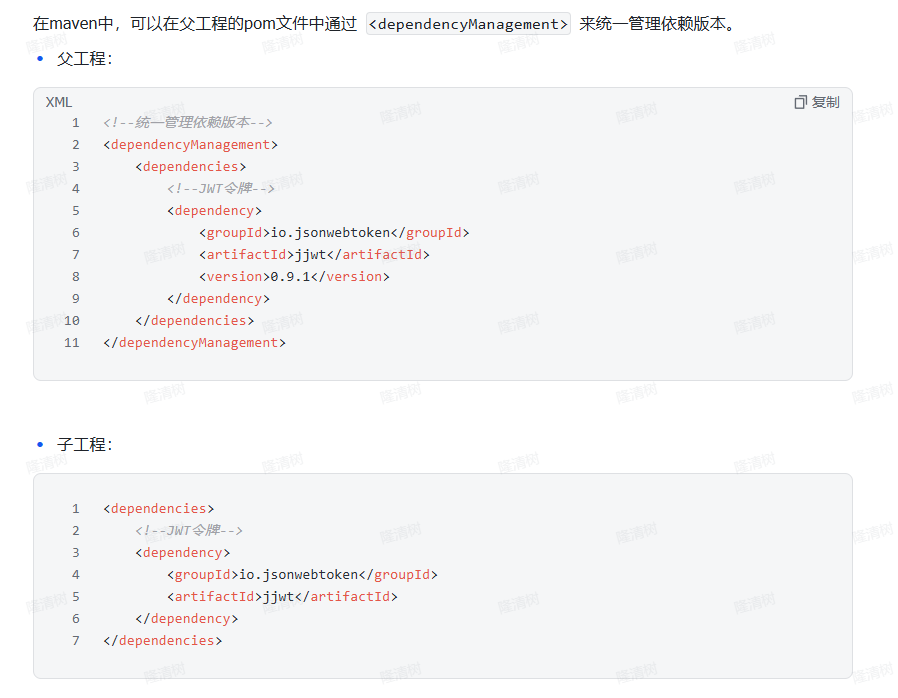 在maven中，可以在父工程的pom文件中通过 <dependencyManagement> 来统一管理依赖版本。
• 父工程：
XML 复制
1 <!--统一管理依赖版本-->
2 <dependencyManagement>
3     <dependencies>
4         <!--JWT令牌-->
5         <dependency>
6             <groupId>io.jsonwebtoken</groupId>
7             <artifactId>jjwt</artifactId>
8             <version>0.9.1</version>
9         </dependency>
10     </dependencies>
11 </dependencyManagement>
• 子工程：
1 <dependencies>
2     <!--JWT令牌-->
3     <dependency>
4         <groupId>io.jsonwebtoken</groupId>
5         <artifactId>jjwt</artifactId>
6     </dependency>
7 </dependencies>
隆清树